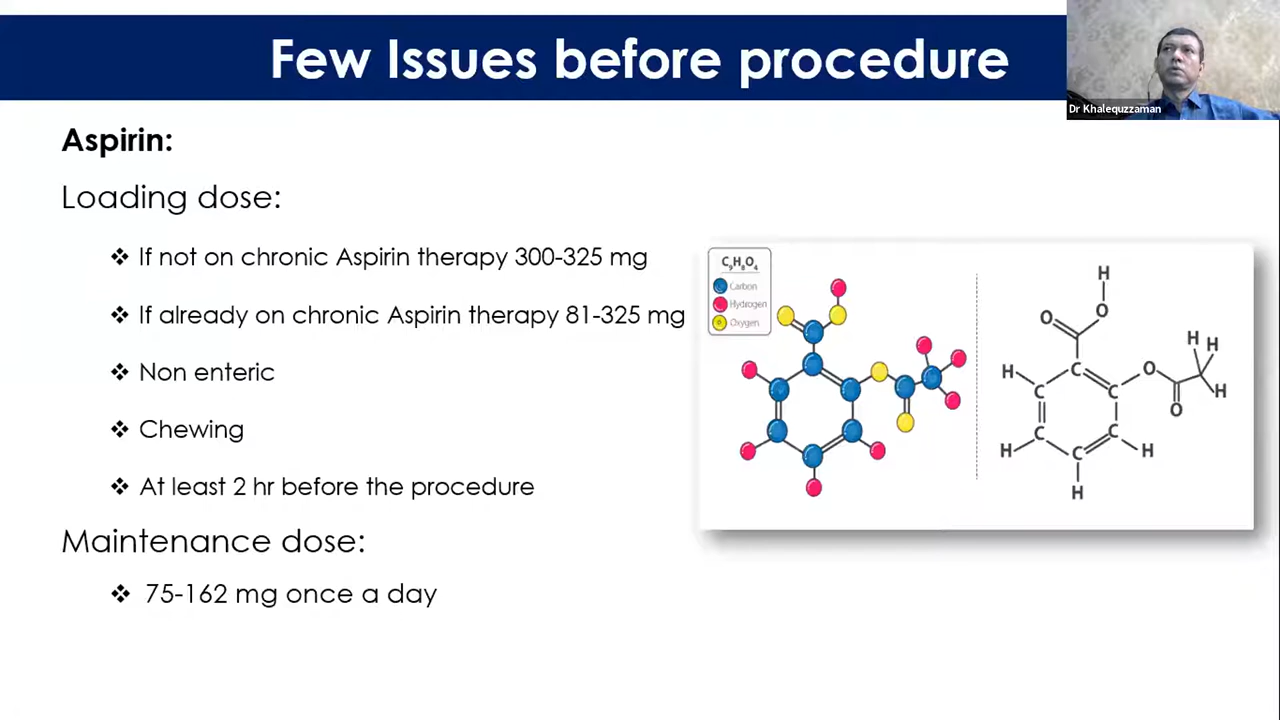 Few Issues before procedure
Dr Khalequzzaman
Aspirin:
Loading dose:
❖ If not on chronic Aspirin therapy 300-325 mg
❖ If already on chronic Aspirin therapy 81-325 mg
❖ Non enteric
❖ Chewing
❖ At least 2 hr before the procedure
Maintenance dose:
❖ 75-162 mg once a day
C₉H₈O₄
Carbon
Hydrogen
Oxygen
H
O
O
H
H
H
C
O
H
C
C
O
H
C
C
H
C
H
H